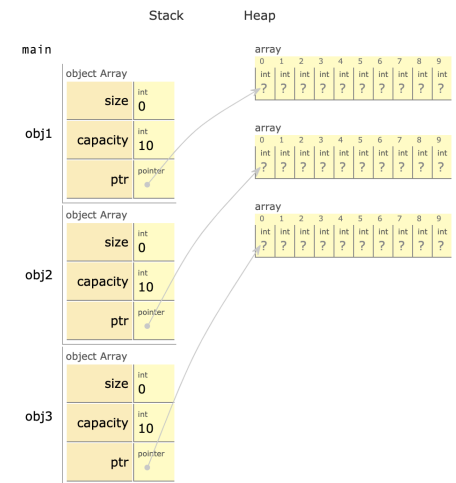 Stack Heap
main
array
0 1 2 3 4 5 6 7 8 9
int int int int int int int int int int
? ? ? ? ? ? ? ? ? ?
object Array
size int 0
obj1
capacity int 10
ptr pointer
array
0 1 2 3 4 5 6 7 8 9
int int int int int int int int int int
? ? ? ? ? ? ? ? ? ?
object Array
size int 0
obj2
capacity int 10
ptr pointer
array
0 1 2 3 4 5 6 7 8 9
int int int int int int int int int int
? ? ? ? ? ? ? ? ? ?
object Array
size int 0
obj3
capacity int 10
ptr pointer